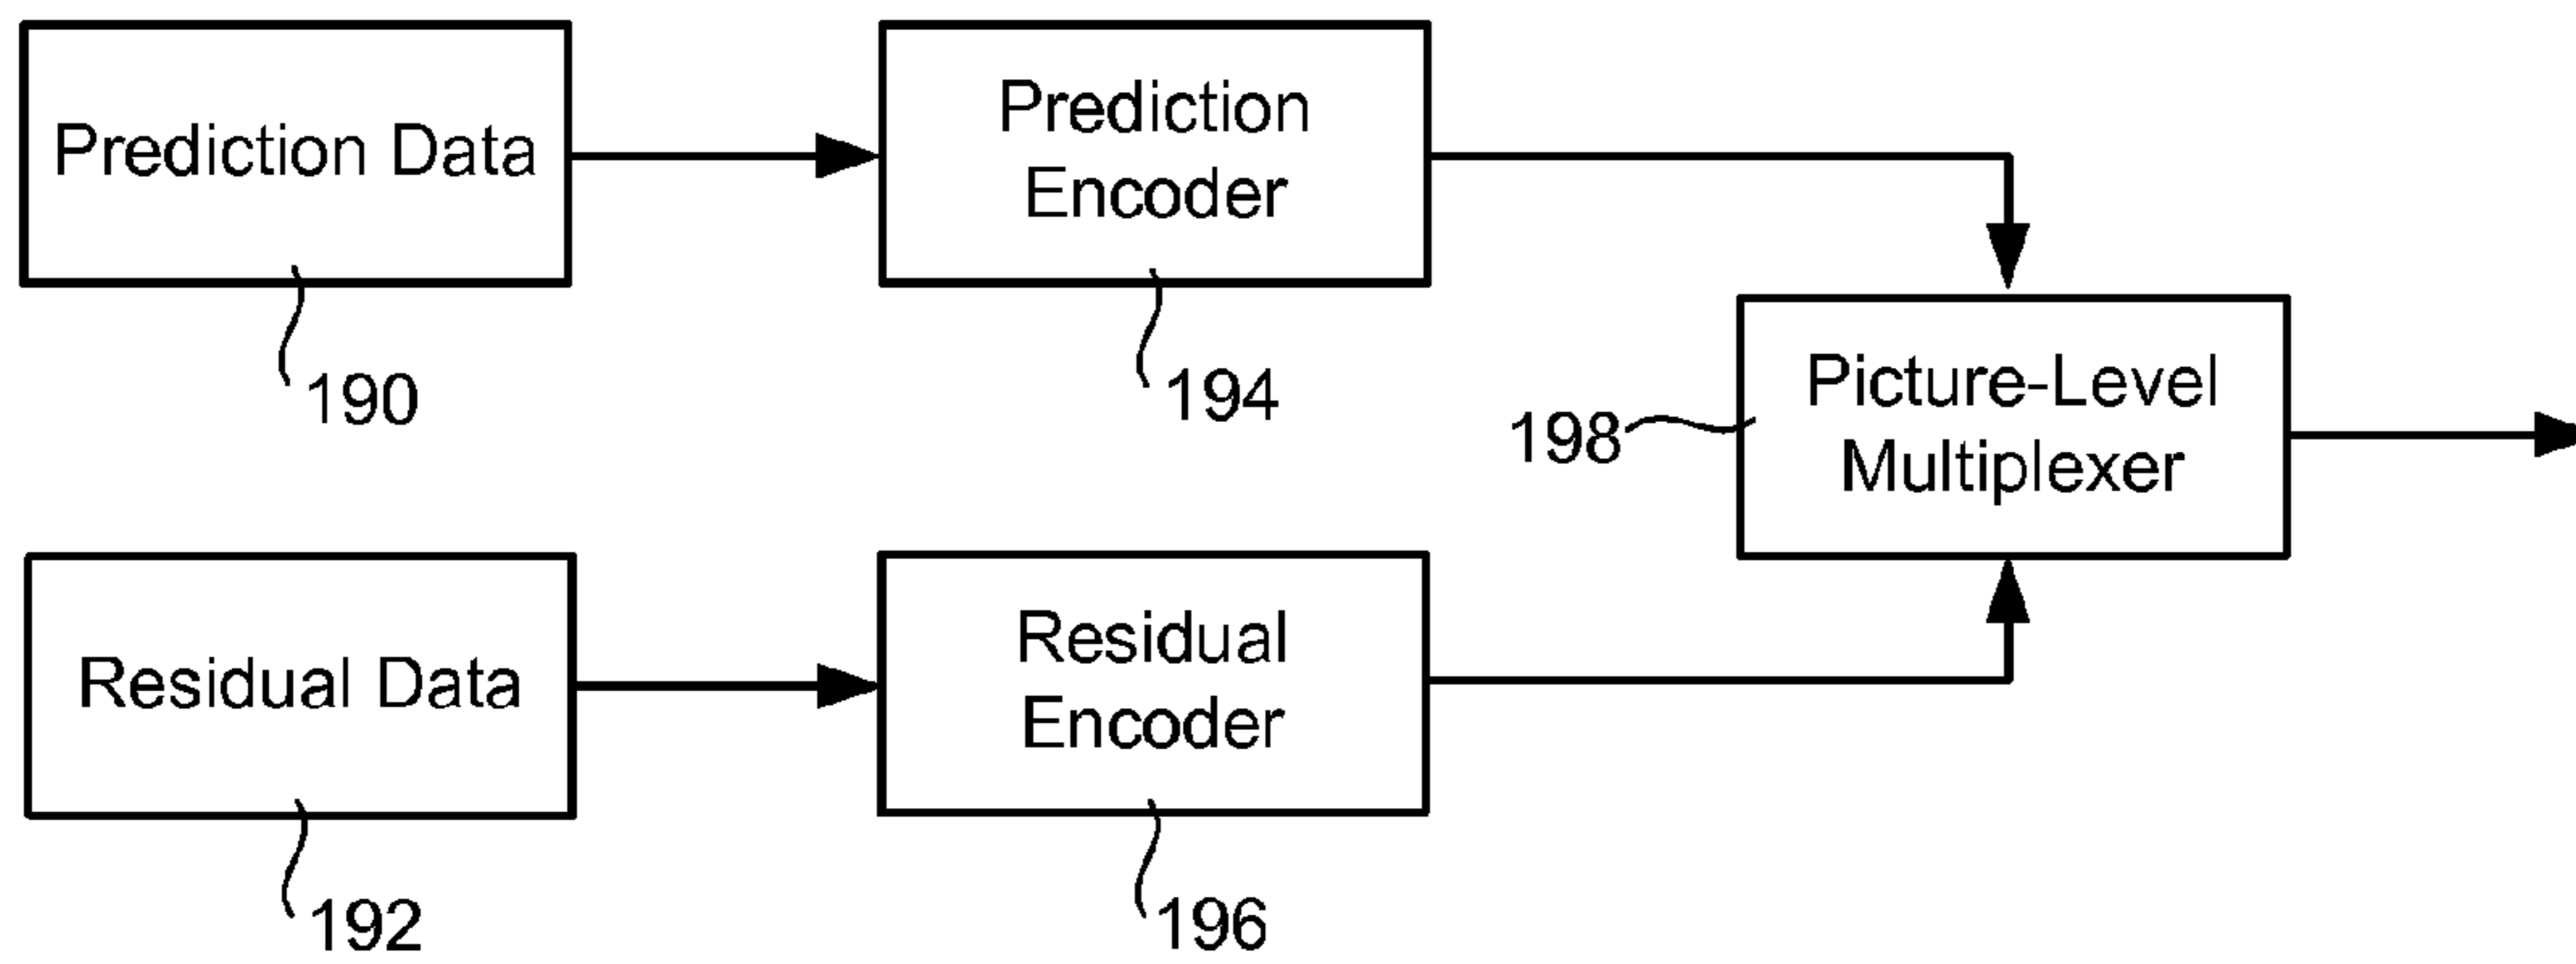 Prediction Data
190
Prediction
Encoder
194
Picture-Level
Multiplexer
198
Residual Data
192
Residual
Encoder
196